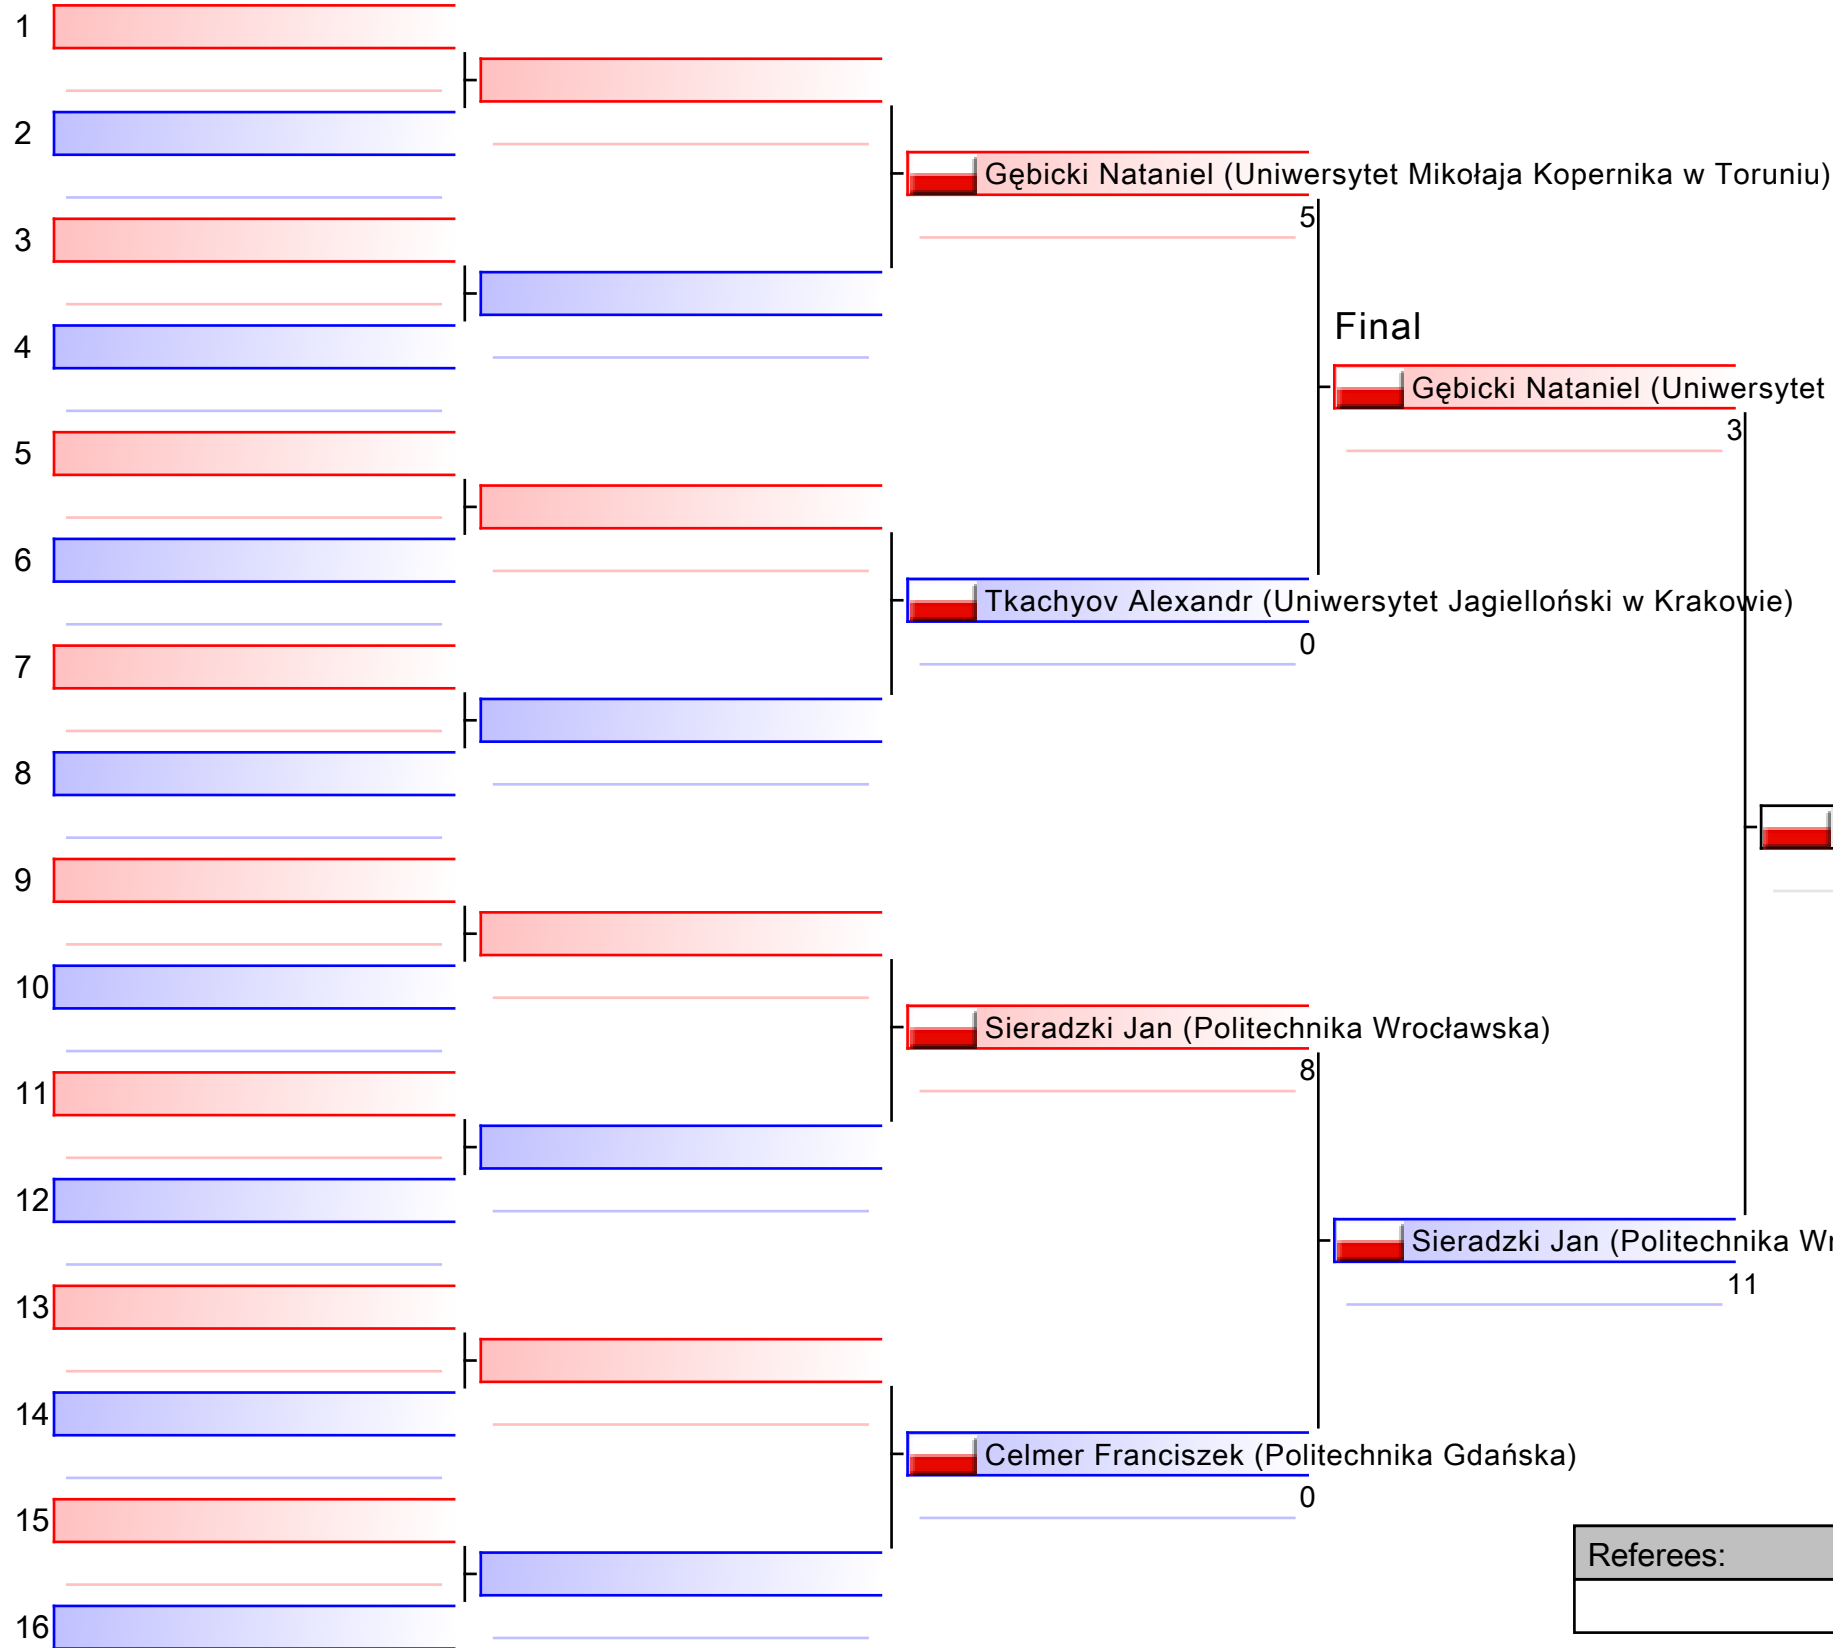 1
2
Gębicki Nataniel (Uniwersytet Mikołaja Kopernika w Toruniu)
5
3
Final
4
Gębicki Nataniel (Uniwersytet
3
5
6
Tkachyov Alexandr (Uniwersytet Jagielloński w Krakowie)
0
7
8
9
10
Sieradzki Jan (Politechnika Wrocławska)
8
11
12
Sieradzki Jan (Politechnika Wr
11
13
14
Celmer Franciszek (Politechnika Gdańska)
0
15
Referees:
16